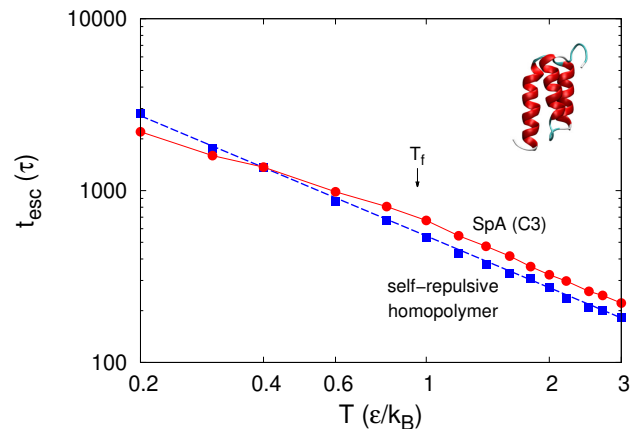 10000
1000
100
t_esc (τ)
T_f
SpA (C3)
self-repulsive
homopolymer
0.2 0.4 0.6 1 2 3
T (ε/k_B)